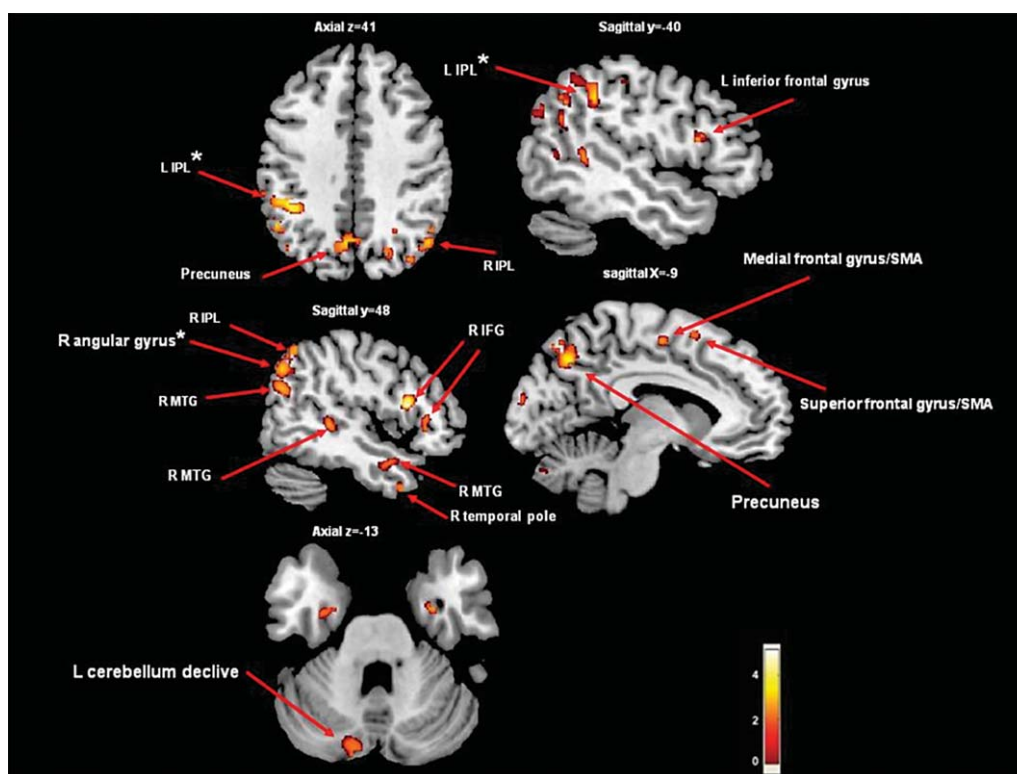 Axial z=41
Sagittal y=-40
L IPL*
L inferior frontal gyrus
L IPL*
Precuneus
R IPL
Medial frontal gyrus/SMA
sagittal X=-9
Sagittal y=48
R IPL
R IFG
R angular gyrus*
R MTG
Superior frontal gyrus/SMA
R MTG
R MTG
Precuneus
R temporal pole
Axial z=-13
L cerebellum declive
4
2
0